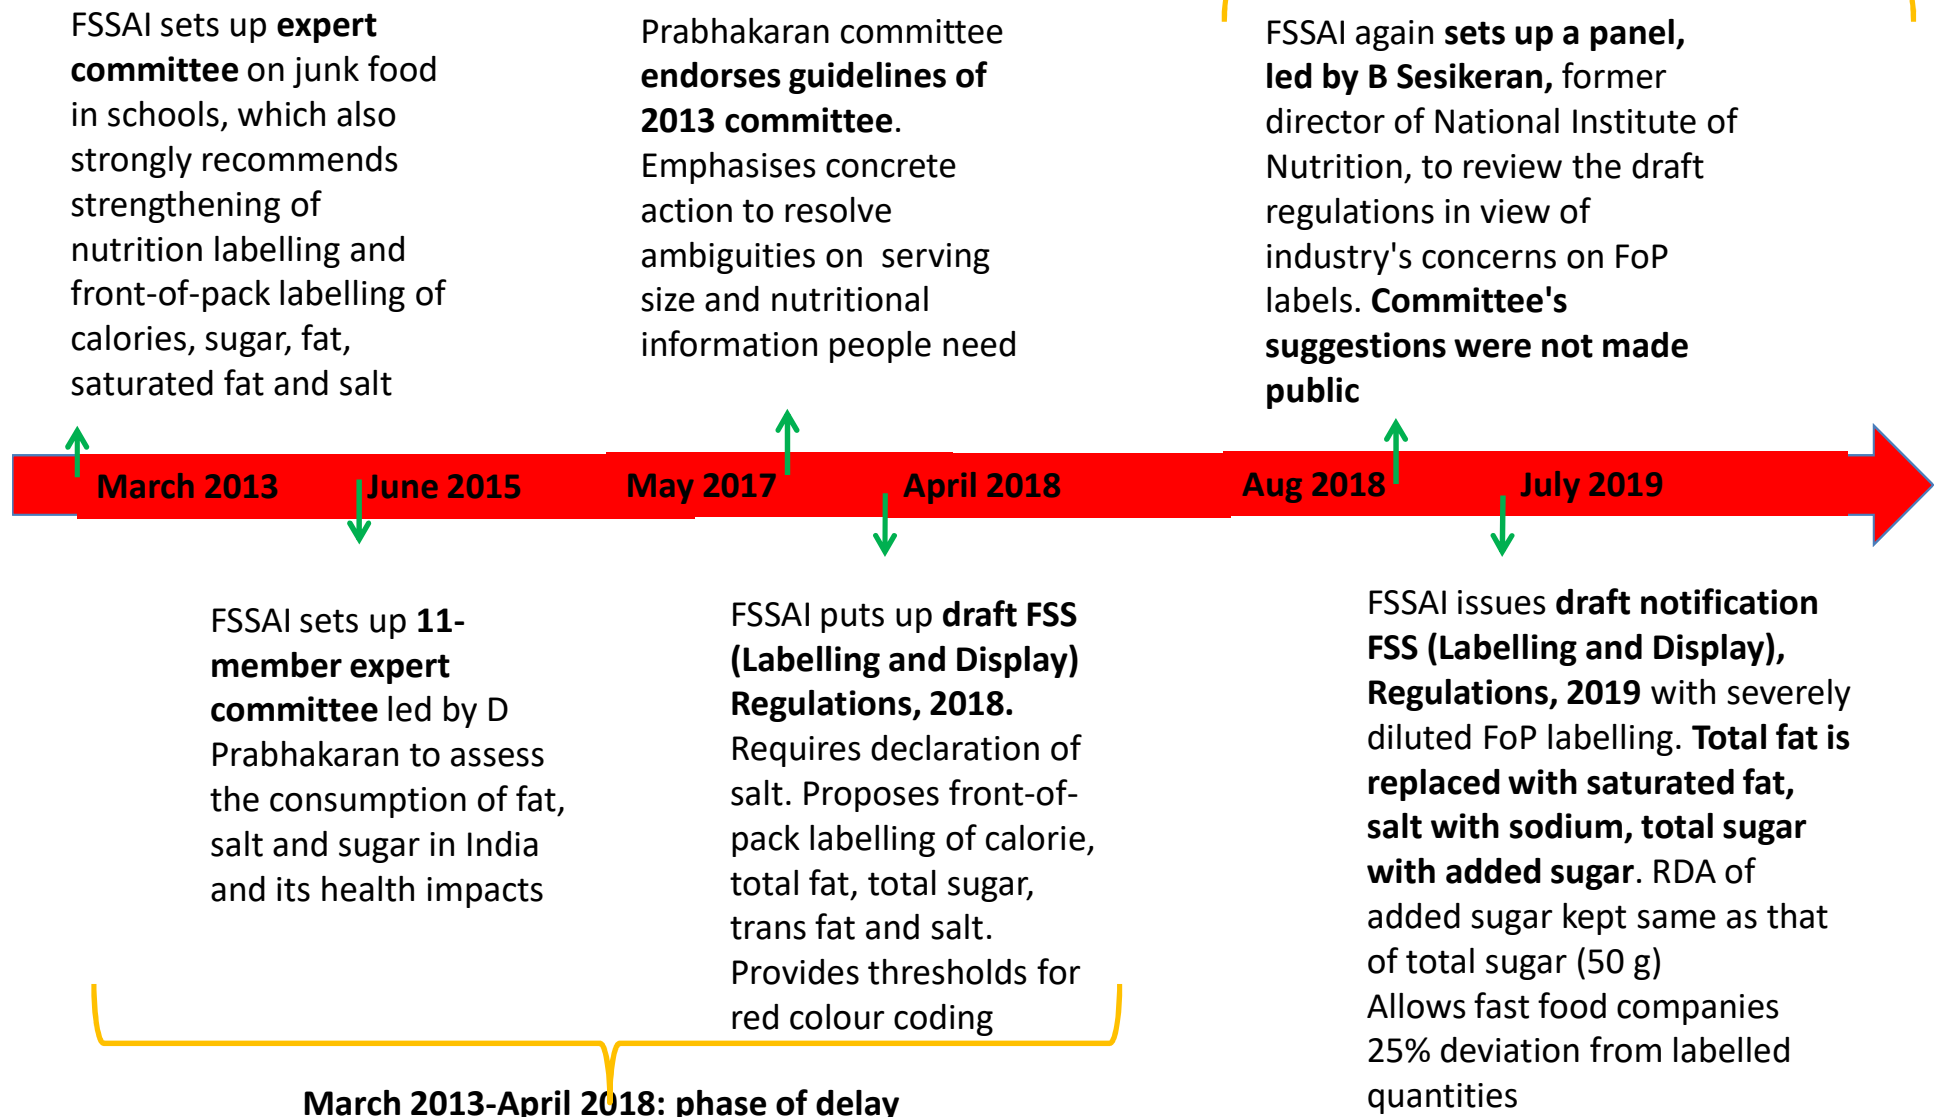 FSSAI sets up expert
committee on junk food
in schools, which also
strongly recommends
strengthening of
nutrition labelling and
front-of-pack labelling of
calories, sugar, fat,
saturated fat and salt
Prabhakaran committee
endorses guidelines of
2013 committee.
Emphasises concrete
action to resolve
ambiguities on serving
size and nutritional
information people need
FSSAI again sets up a panel,
led by B Sesikeran, former
director of National Institute of
Nutrition, to review the draft
regulations in view of
industry's concerns on FoP
labels. Committee's
suggestions were not made
public
March 2013 June 2015 May 2017 April 2018 Aug 2018 July 2019
FSSAI sets up 11-
member expert
committee led by D
Prabhakaran to assess
the consumption of fat,
salt and sugar in India
and its health impacts
FSSAI puts up draft FSS
(Labelling and Display)
Regulations, 2018.
Requires declaration of
salt. Proposes front-of-
pack labelling of calorie,
total fat, total sugar,
trans fat and salt.
Provides thresholds for
red colour coding
FSSAI issues draft notification
FSS (Labelling and Display),
Regulations, 2019 with severely
diluted FoP labelling. Total fat is
replaced with saturated fat,
salt with sodium, total sugar
with added sugar. RDA of
added sugar kept same as that
of total sugar (50 g)
Allows fast food companies
25% deviation from labelled
quantities
March 2013-April 2018: phase of delay